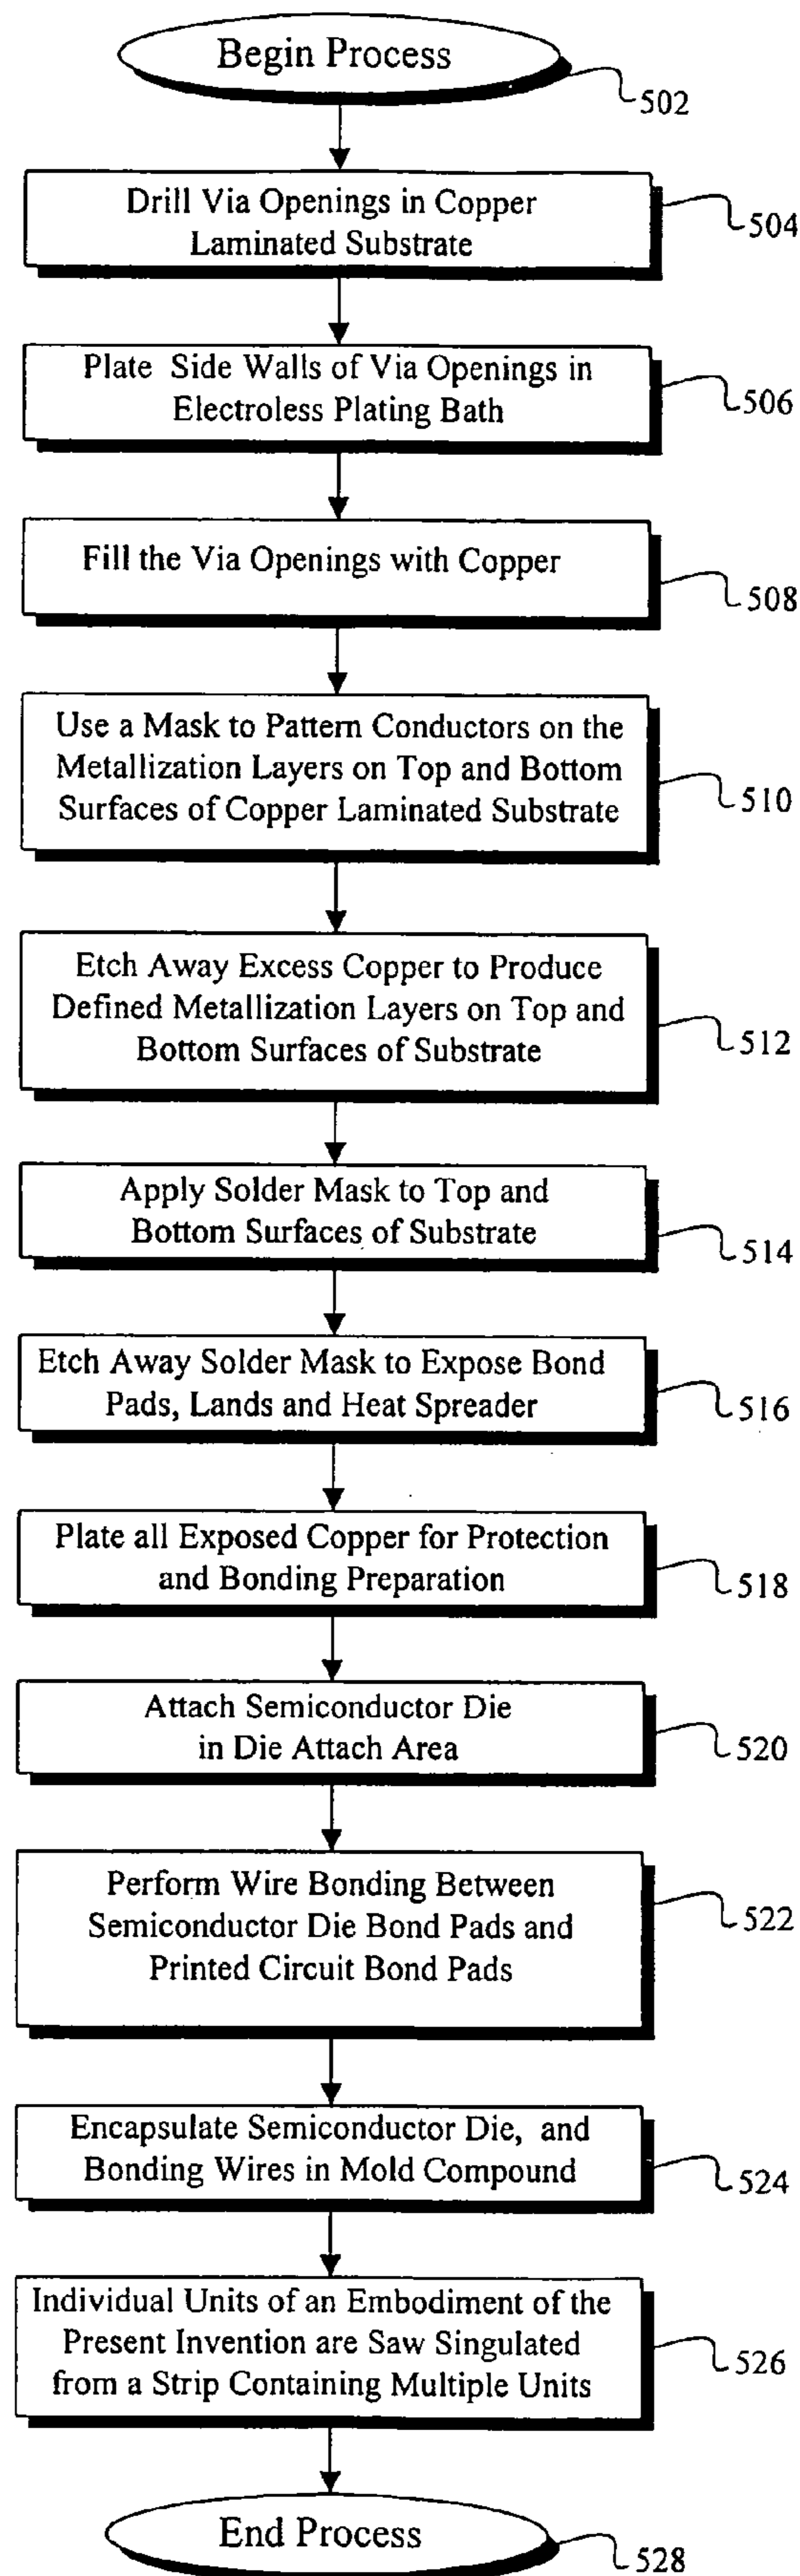 Begin Process
502
Drill Via Openings in Copper
Laminated Substrate
504
Plate Side Walls of Via Openings in
Electroless Plating Bath
506
Fill the Via Openings with Copper
508
Use a Mask to Pattern Conductors on the
Metallization Layers on Top and Bottom
Surfaces of Copper Laminated Substrate
510
Etch Away Excess Copper to Produce
Defined Metallization Layers on Top and
Bottom Surfaces of Substrate
512
Apply Solder Mask to Top and
Bottom Surfaces of Substrate
514
Etch Away Solder Mask to Expose Bond
Pads, Lands and Heat Spreader
516
Plate all Exposed Copper for Protection
and Bonding Preparation
518
Attach Semiconductor Die
in Die Attach Area
520
Perform Wire Bonding Between
Semiconductor Die Bond Pads and
Printed Circuit Bond Pads
522
Encapsulate Semiconductor Die, and
Bonding Wires in Mold Compound
524
Individual Units of an Embodiment of the
Present Invention are Saw Singulated
from a Strip Containing Multiple Units
526
End Process
528